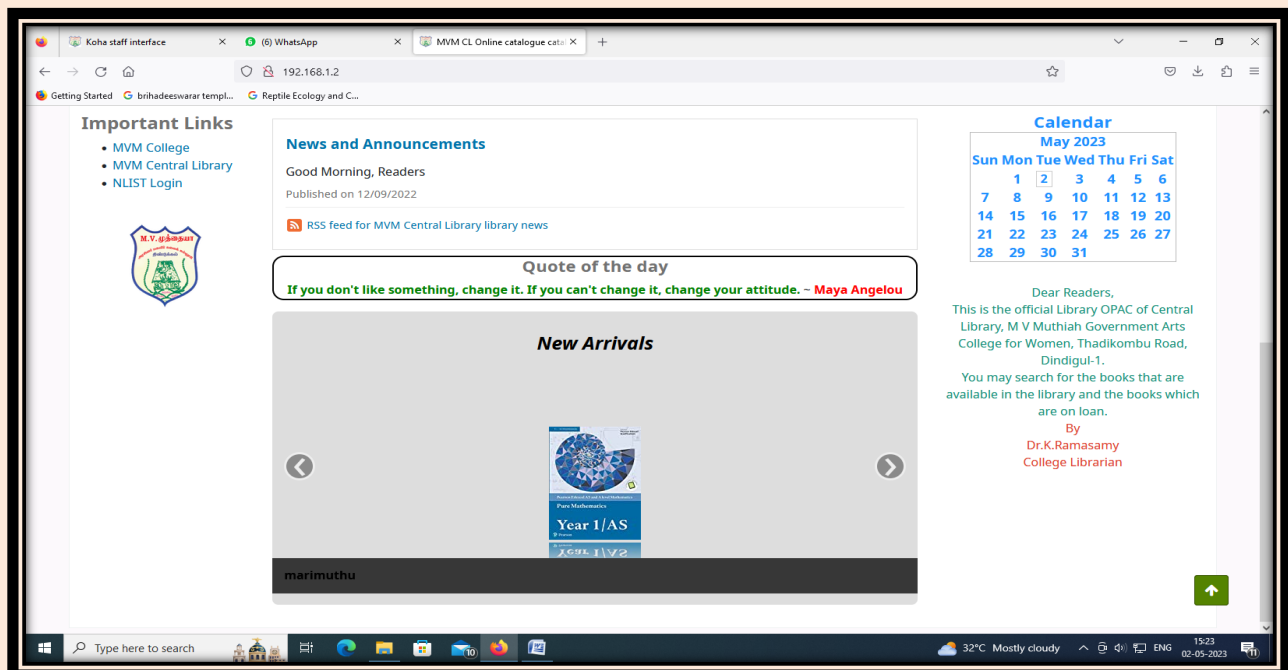 Koha staff interface
(6) WhatsApp
MVM CL Online catalogue cata
192.168.1.2
Getting Started
brihadeeswarar templ...
Reptile Ecology and C...
Important Links
MVM College
MVM Central Library
NLIST Login
M.V.முத்தையா
News and Announcements
Good Morning, Readers
Published on 12/09/2022
RSS feed for MVM Central Library library news
Quote of the day
If you don't like something, change it. If you can't change it, change your attitude. ~ Maya Angelou
New Arrivals
Pure Mathematics
Year 1/AS
marimuthu
Calendar
May 2023
Sun Mon Tue Wed Thu Fri Sat
1 2 3 4 5 6
7 8 9 10 11 12 13
14 15 16 17 18 19 20
21 22 23 24 25 26 27
28 29 30 31
Dear Readers,
This is the official Library OPAC of Central
Library, M V Muthiah Government Arts
College for Women, Thadikombu Road,
Dindigul-1.
You may search for the books that are
available in the library and the books which
are on loan.
By
Dr.K.Ramasamy
College Librarian
Type here to search
10
32°C Mostly cloudy
ENG
15:23
02-05-2023
11